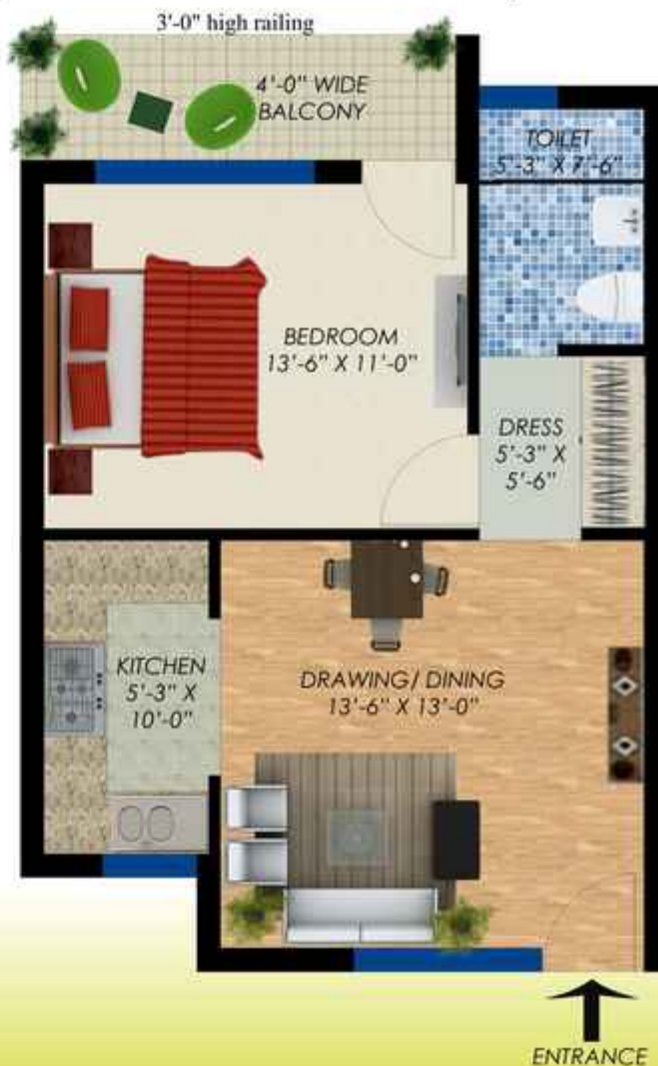 3'-0" high railing
4'-0" WIDE
BALCONY
TOILET
5'-3" X 7'-6"
BEDROOM
13'-6" X 11'-0"
DRESS
5'-3" X
5'-6"
KITCHEN
5'-3" X
10'-0"
DRAWING/ DINING
13'-6" X 13'-0"
ENTRANCE